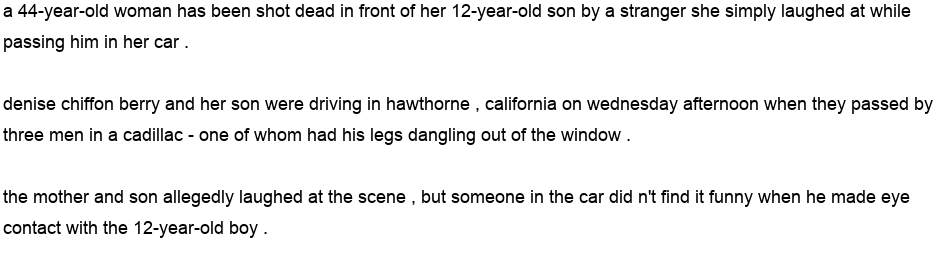 a 44-year-old woman has been shot dead in front of her 12-year-old son by a stranger she simply laughed at while
passing him in her car .
denise chiffon berry and her son were driving in hawthorne , california on wednesday afternoon when they passed by
three men in a cadillac - one of whom had his legs dangling out of the window .
the mother and son allegedly laughed at the scene , but someone in the car did n't find it funny when he made eye
contact with the 12-year-old boy .